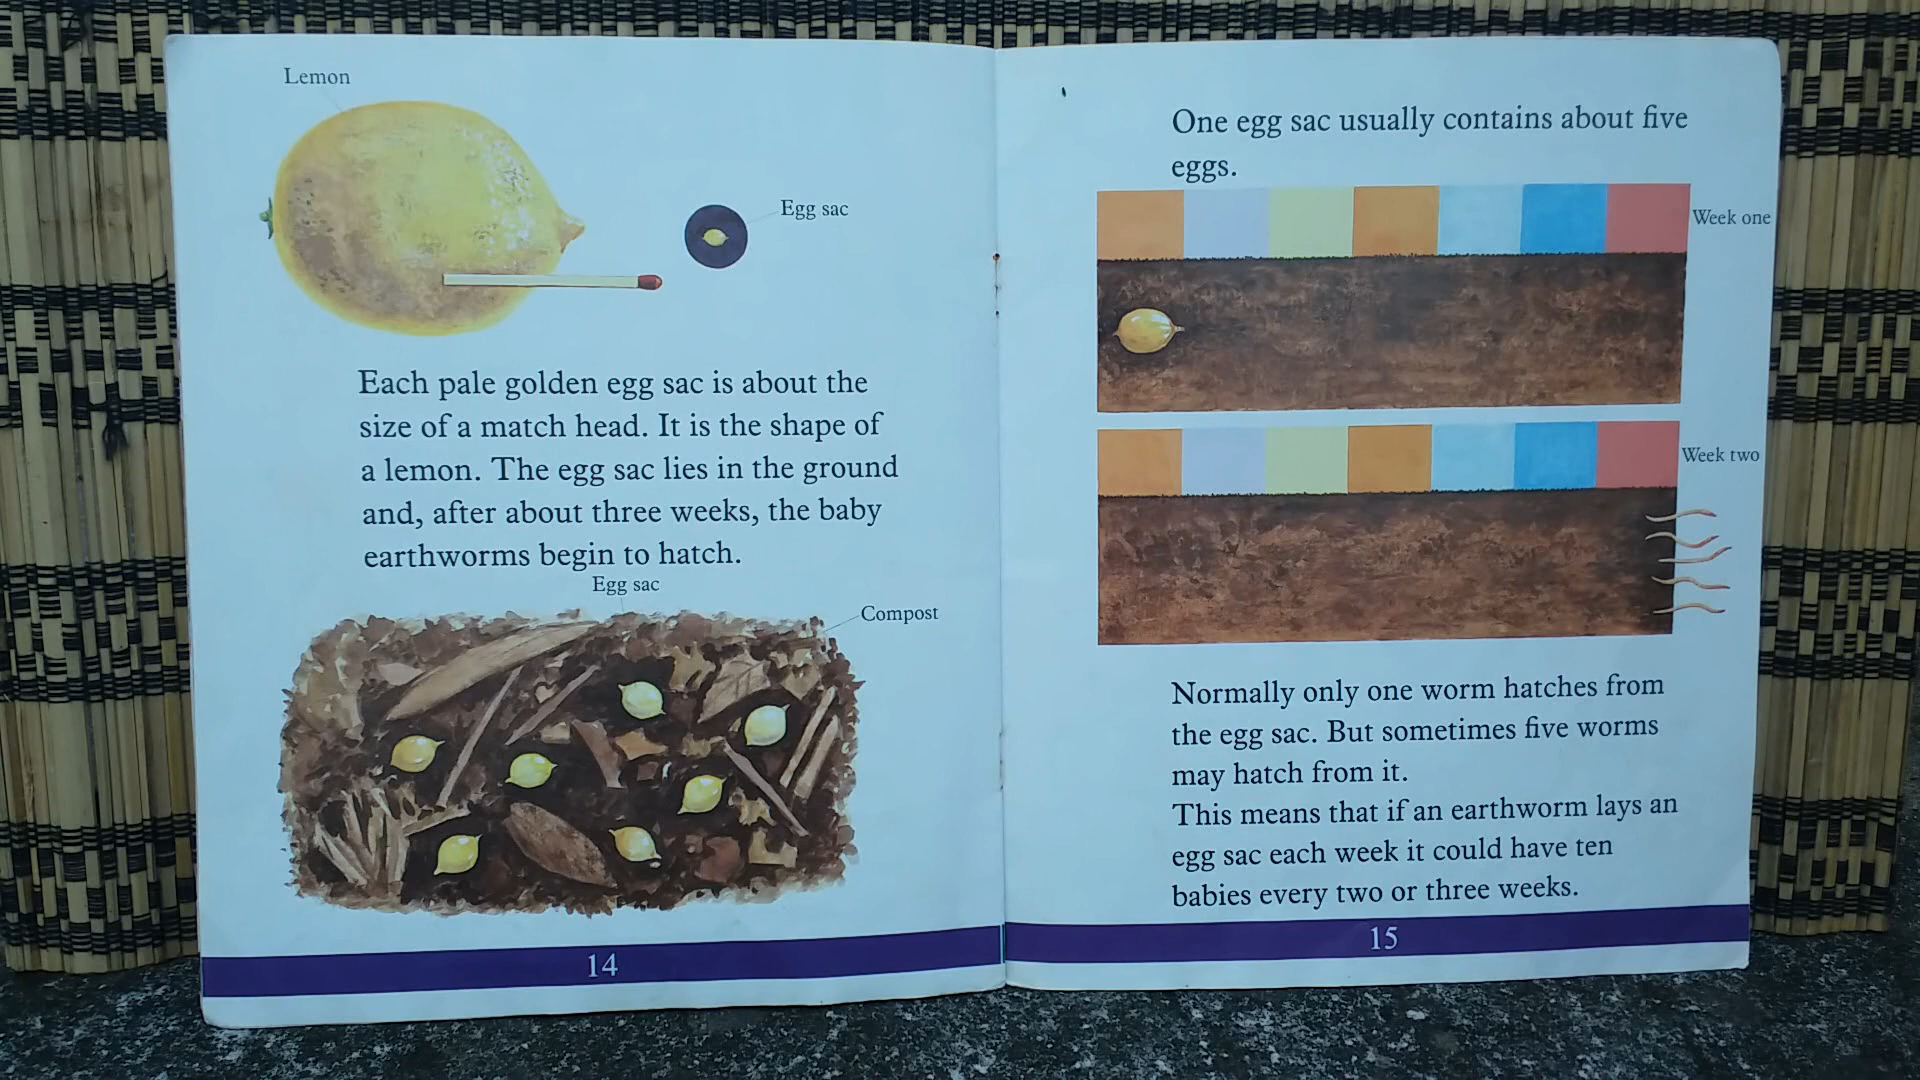 Lemon
Egg sac
Each pale golden egg sac is about the
size of a match head. It is the shape of
a lemon. The egg sac lies in the ground
and, after about three weeks, the baby
earthworms begin to hatch.
Egg sac
Compost
14
One egg sac usually contains about five
eggs.
Week one
Week two
Normally only one worm hatches from
the egg sac. But sometimes five worms
may hatch from it.
This means that if an earthworm lays an
egg sac each week it could have ten
babies every two or three weeks.
15